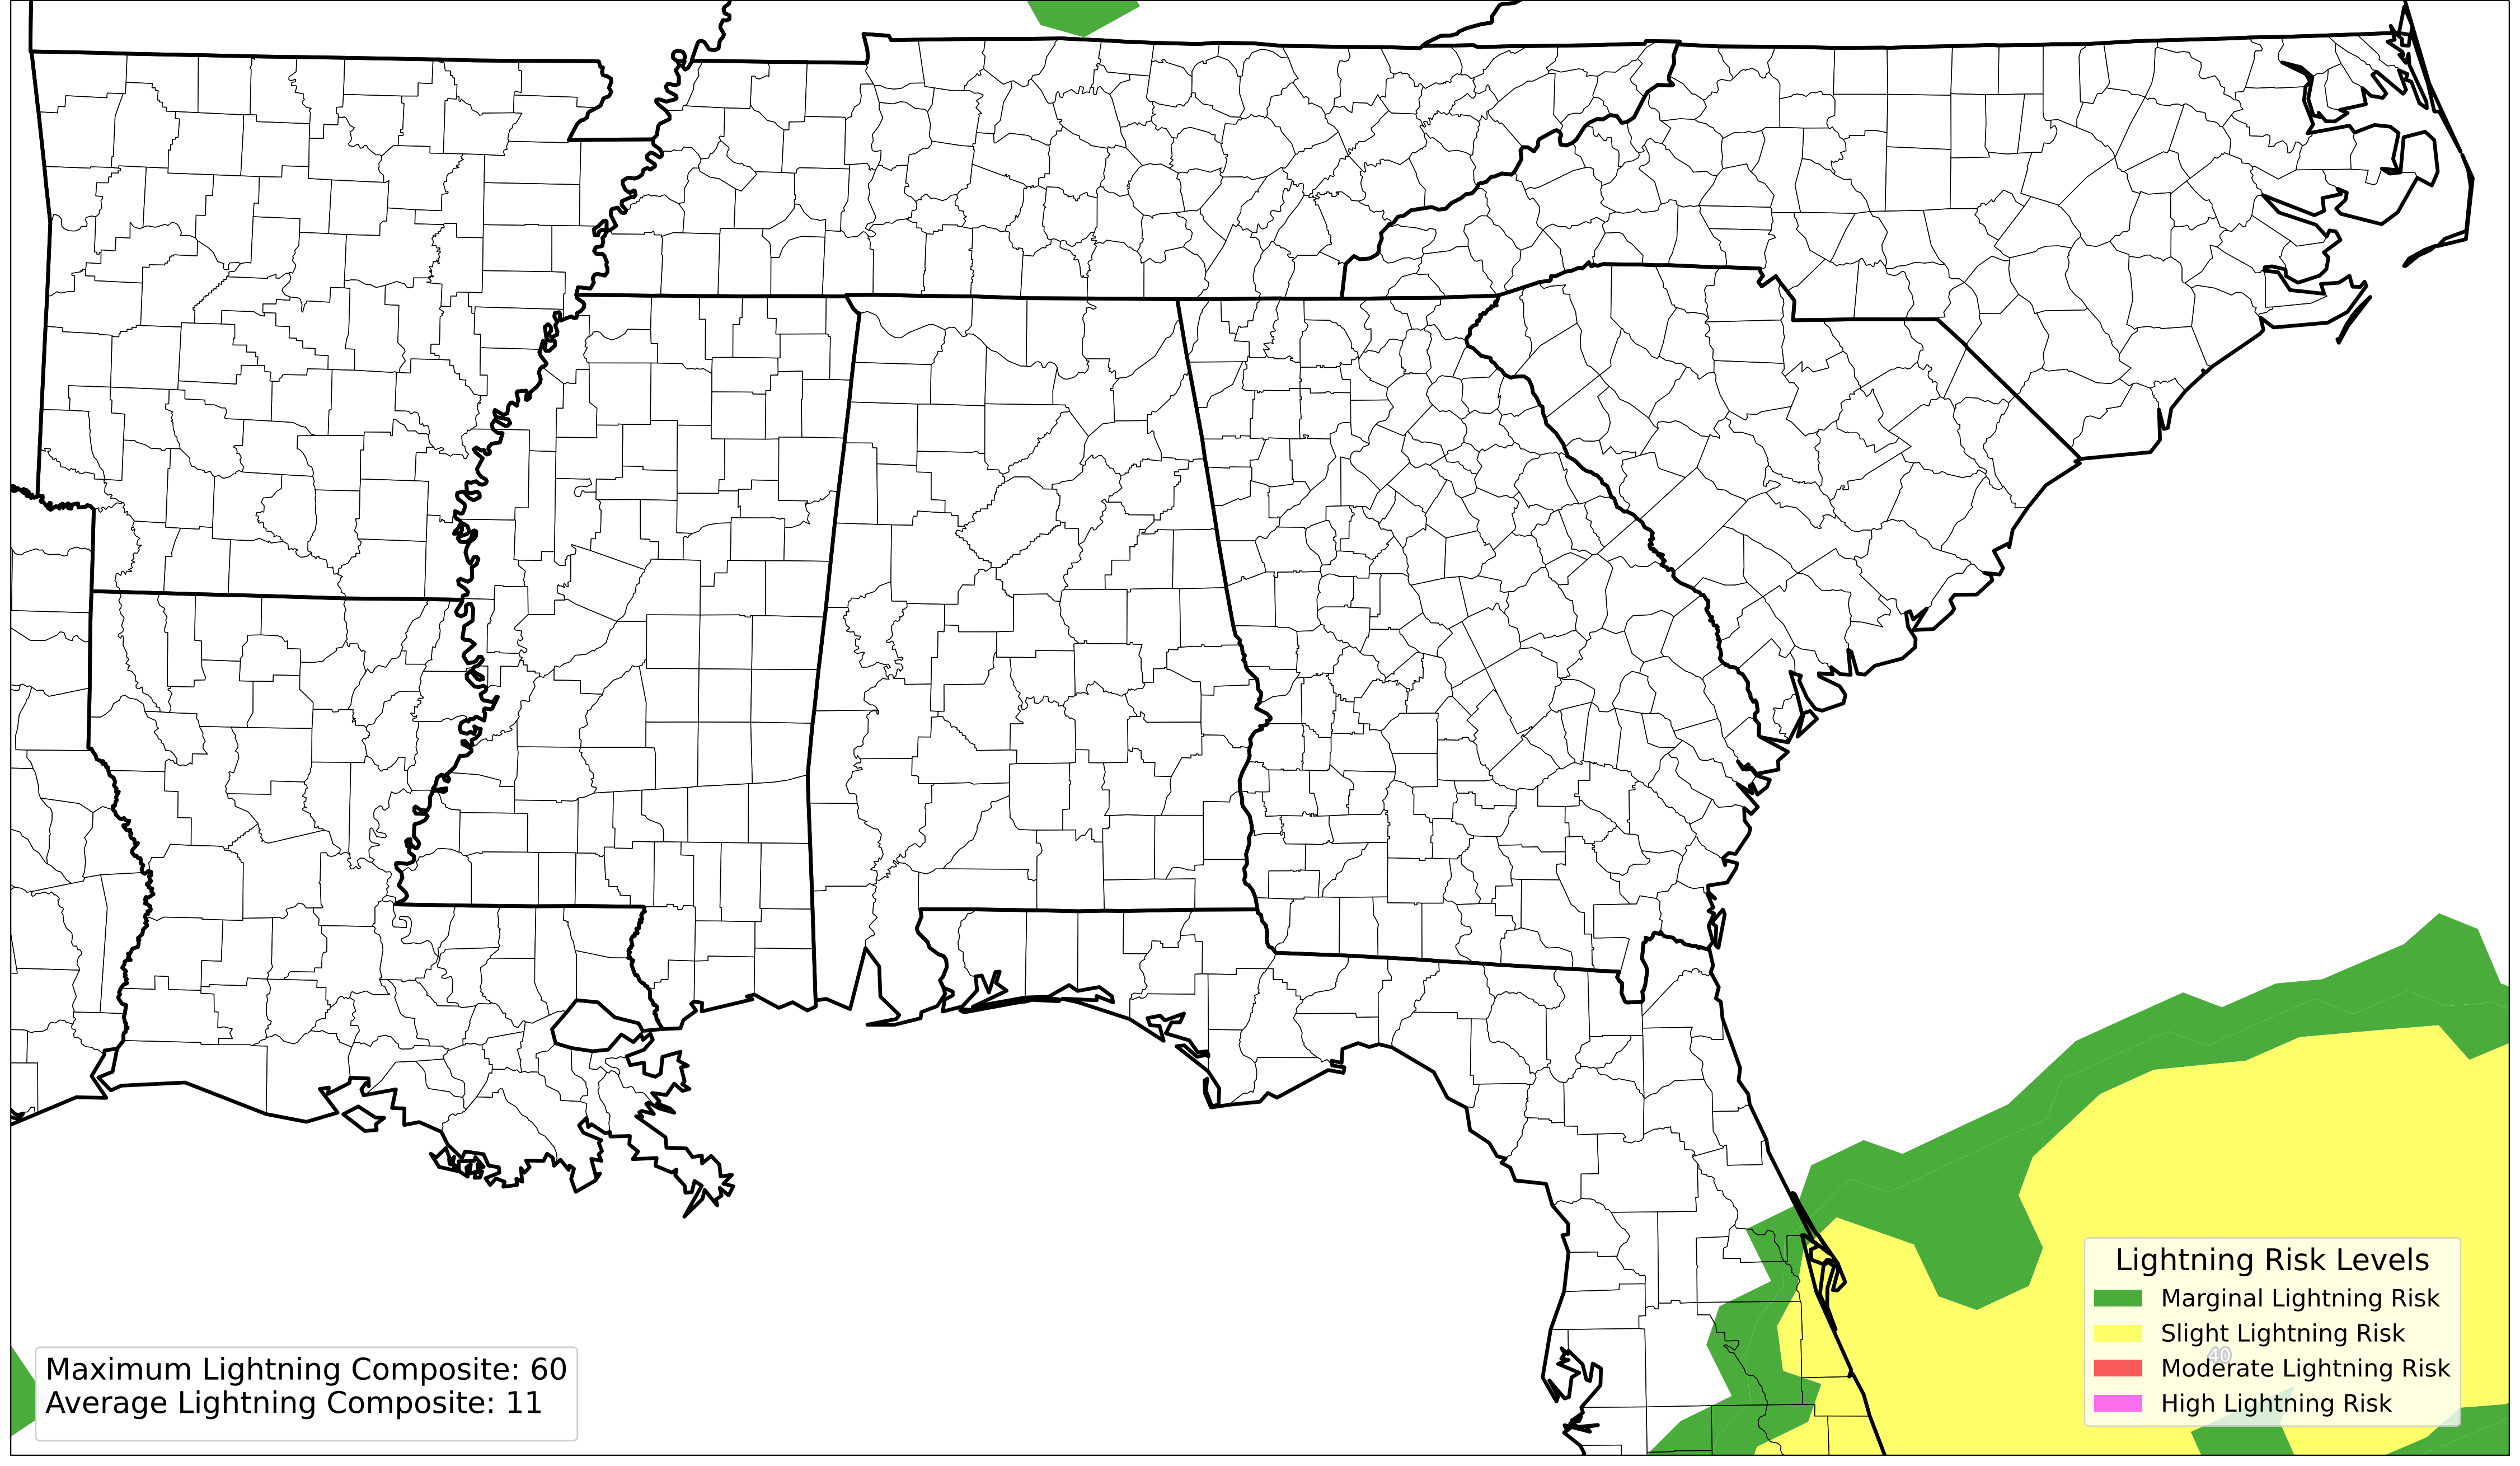 Lightning Risk Levels
Marginal Lightning Risk
Slight Lightning Risk
40
Moderate Lightning Risk
High Lightning Risk
Maximum Lightning Composite: 60
Average Lightning Composite: 11